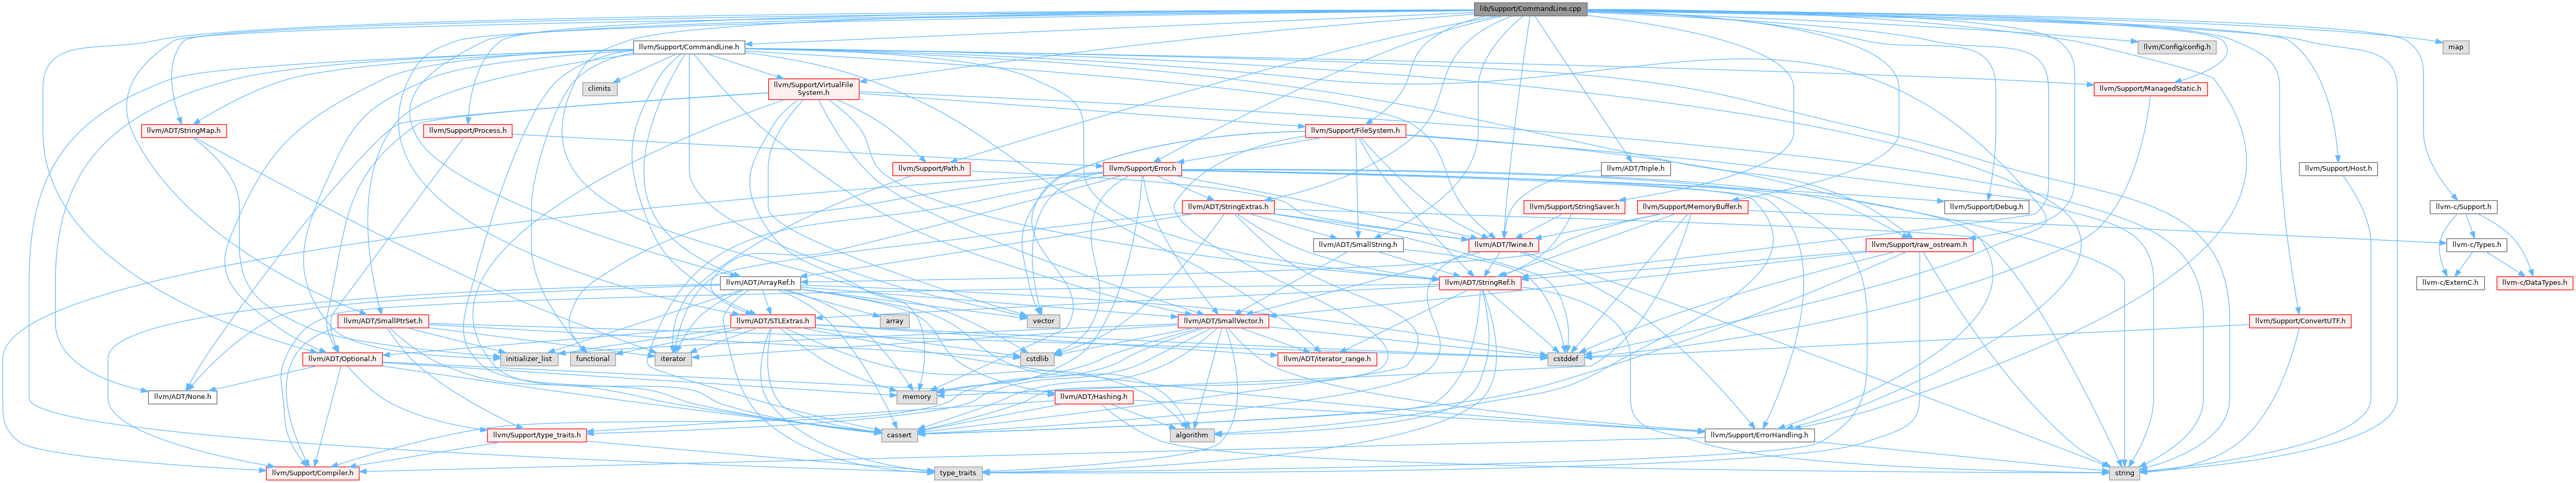 lib/Support/CommandLine.cpp
llvm/Support/CommandLine.h
llvm/Config/config.h
map
climits
llvm/Support/VirtualFile
System.h
llvm/Support/ManagedStatic.h
llvm/ADT/StringMap.h
llvm/Support/Process.h
llvm/Support/FileSystem.h
llvm/Support/Path.h
llvm/Support/Error.h
llvm/ADT/Triple.h
llvm/Support/Host.h
llvm/ADT/StringExtras.h
llvm/Support/StringSaver.h
llvm/Support/MemoryBuffer.h
llvm/Support/Debug.h
llvm-c/Support.h
llvm/ADT/SmallString.h
llvm/ADT/Twine.h
llvm/Support/raw_ostream.h
llvm-c/Types.h
llvm/ADT/ArrayRef.h
llvm/ADT/StringRef.h
llvm-c/ExternC.h
llvm-c/DataTypes.h
llvm/ADT/SmallPtrSet.h
llvm/ADT/STLExtras.h
array
vector
llvm/ADT/SmallVector.h
llvm/Support/ConvertUTF.h
llvm/ADT/Optional.h
initializer_list
functional
iterator
cstdlib
llvm/ADT/iterator_range.h
cstddef
llvm/ADT/None.h
memory
llvm/ADT/Hashing.h
llvm/Support/type_traits.h
cassert
algorithm
llvm/Support/ErrorHandling.h
llvm/Support/Compiler.h
type_traits
string